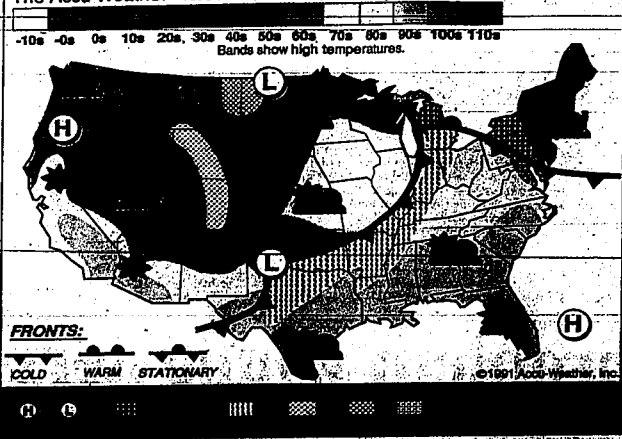 The Accu-Weather
-10s -0s 0s 10s 20s 30s 40s 50s 60s 70s 80s 90s 100s 110s
Bands show high temperatures.
L
H
L
H
FRONTS:
COLD WARM STATIONARY
©1991 Accu-Weather, Inc.
H L